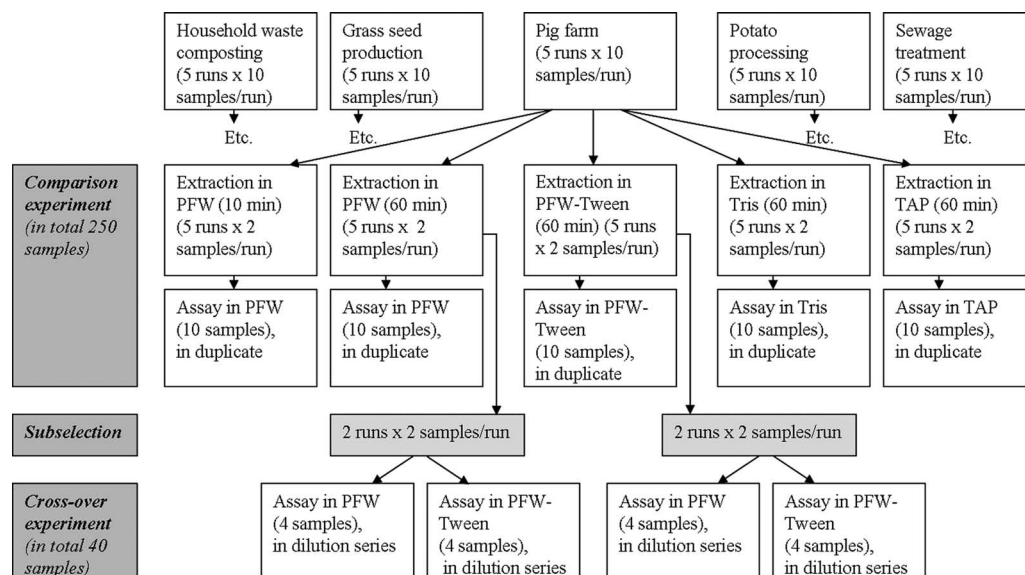 Household waste
composting
(5 runs x 10
samples/run)
Grass seed
production
(5 runs x 10
samples/run)
Pig farm
(5 runs x 10
samples/run)
Potato
processing
(5 runs x 10
samples/run)
Sewage
treatment
(5 runs x 10
samples/run)
Etc.
Etc.
Etc.
Etc.
Comparison
experiment
(in total 250
samples)
Extraction in
PFW (10 min)
(5 runs x 2
samples/run)
Extraction in
PFW (60 min)
(5 runs x 2
samples/run)
Extraction in
PFW-Tween
(60 min) (5 runs
x 2 samples/run)
Extraction in
Tris (60 min)
(5 runs x 2
samples/run)
Extraction in
TAP (60 min)
(5 runs x 2
samples/run)
Assay in PFW
(10 samples),
in duplicate
Assay in PFW
(10 samples),
in duplicate
Assay in PFW-
Tween
(10 samples),
in duplicate
Assay in Tris
(10 samples),
in duplicate
Assay in TAP
(10 samples),
in duplicate
Subselection
2 runs x 2 samples/run
2 runs x 2 samples/run
Cross-over
experiment
(in total 40
samples)
Assay in PFW
(4 samples),
in dilution series
Assay in PFW-
Tween
(4 samples),
in dilution series
Assay in PFW
(4 samples),
in dilution series
Assay in PFW-
Tween
(4 samples),
in dilution series